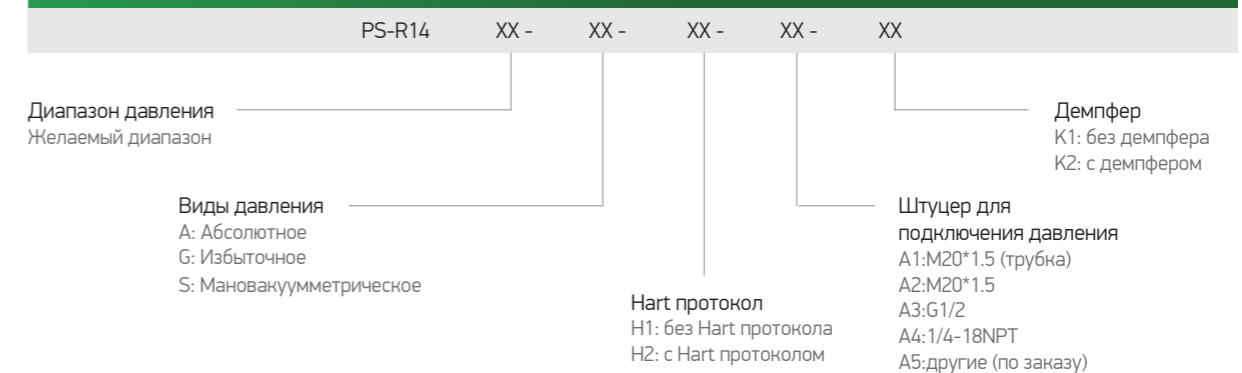 PS-R14 XX - XX - XX - XX - XX
Диапазон давления
Желаемый диапазон
Виды давления
A: Абсолютное
G: Избыточное
S: Мановакуумметрическое
Hart протокол
H1: без Hart протокола
H2: с Hart протоколом
Штуцер для
подключения давления
A1:M20*1.5 (трубка)
A2:M20*1.5
A3:G1/2
A4:1/4-18NPT
A5:другие (по заказу)
Демпфер
K1: без демпфера
K2: с демпфером